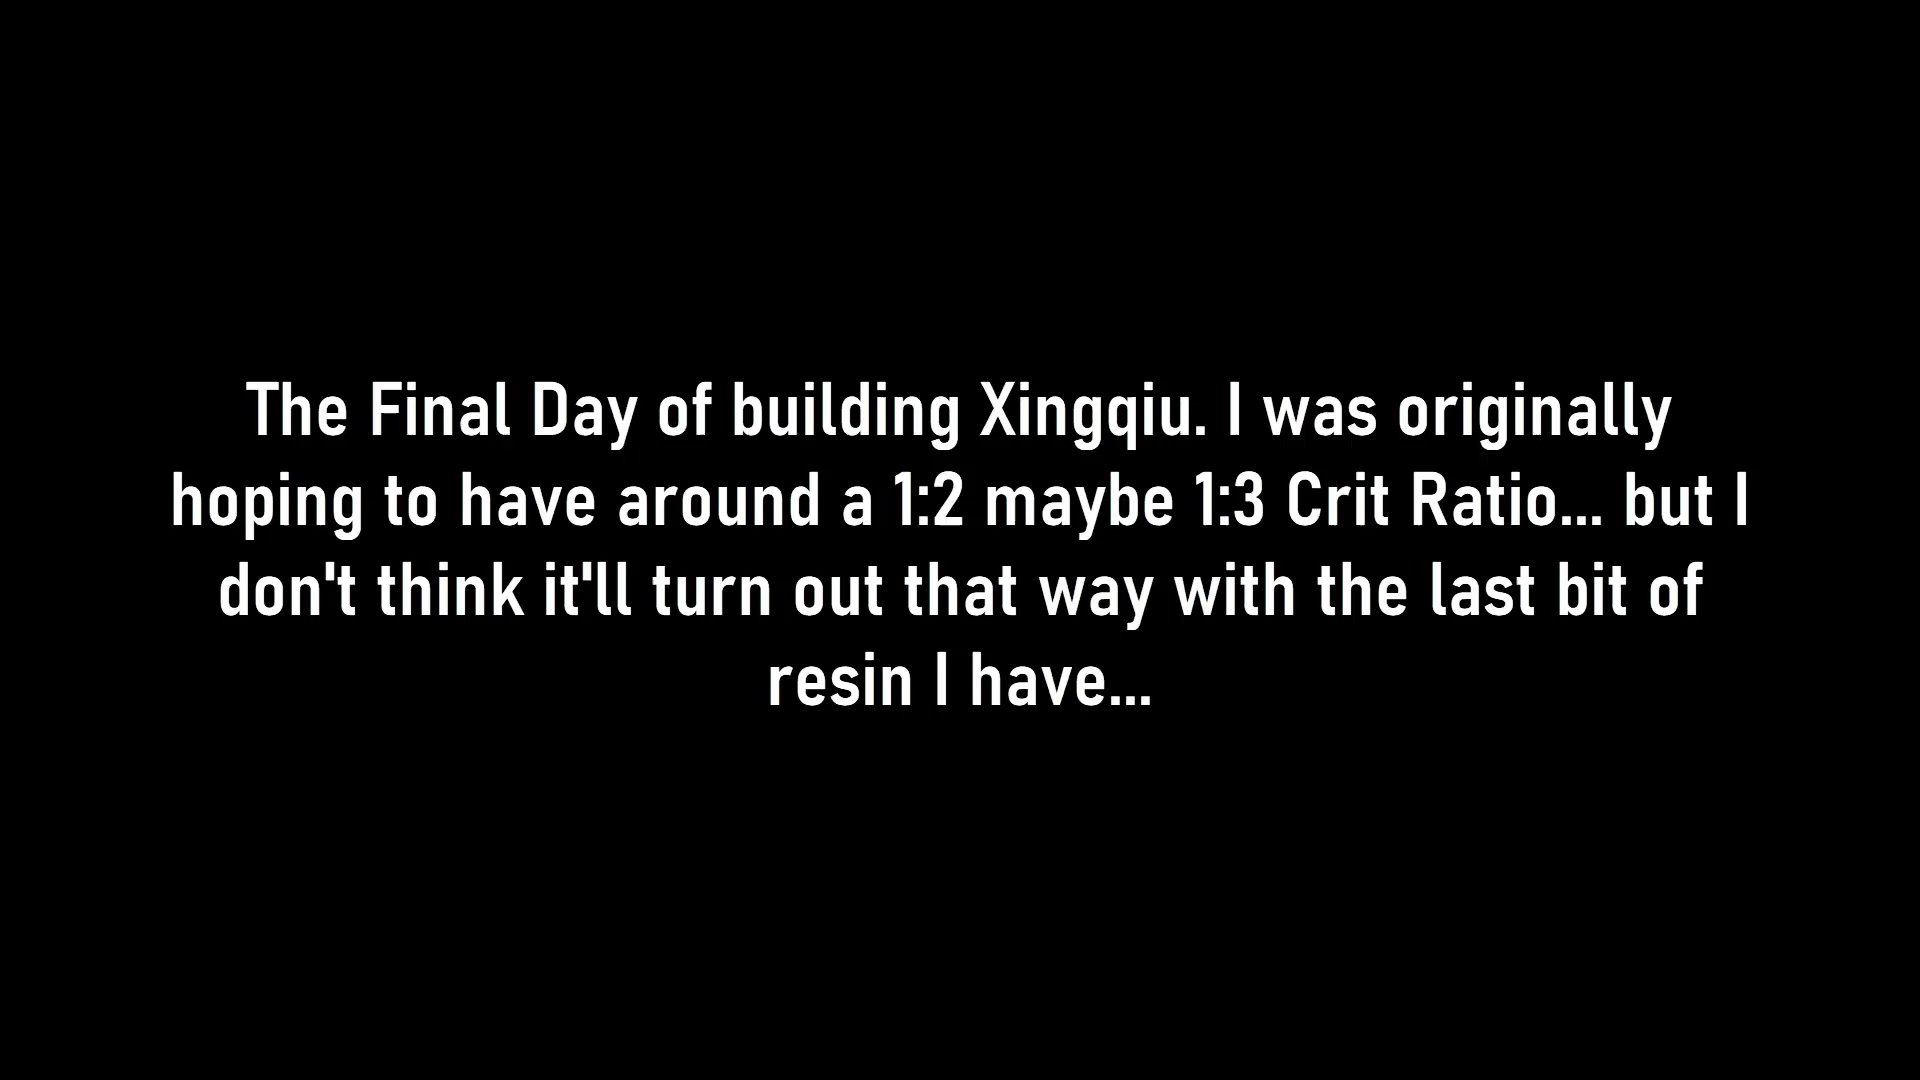 The Final Day of building Xingqiu. I was originally
hoping to have around a 1:2 maybe 1:3 Crit Ratio... but I
don't think it'll turn out that way with the last bit of
resin I have...